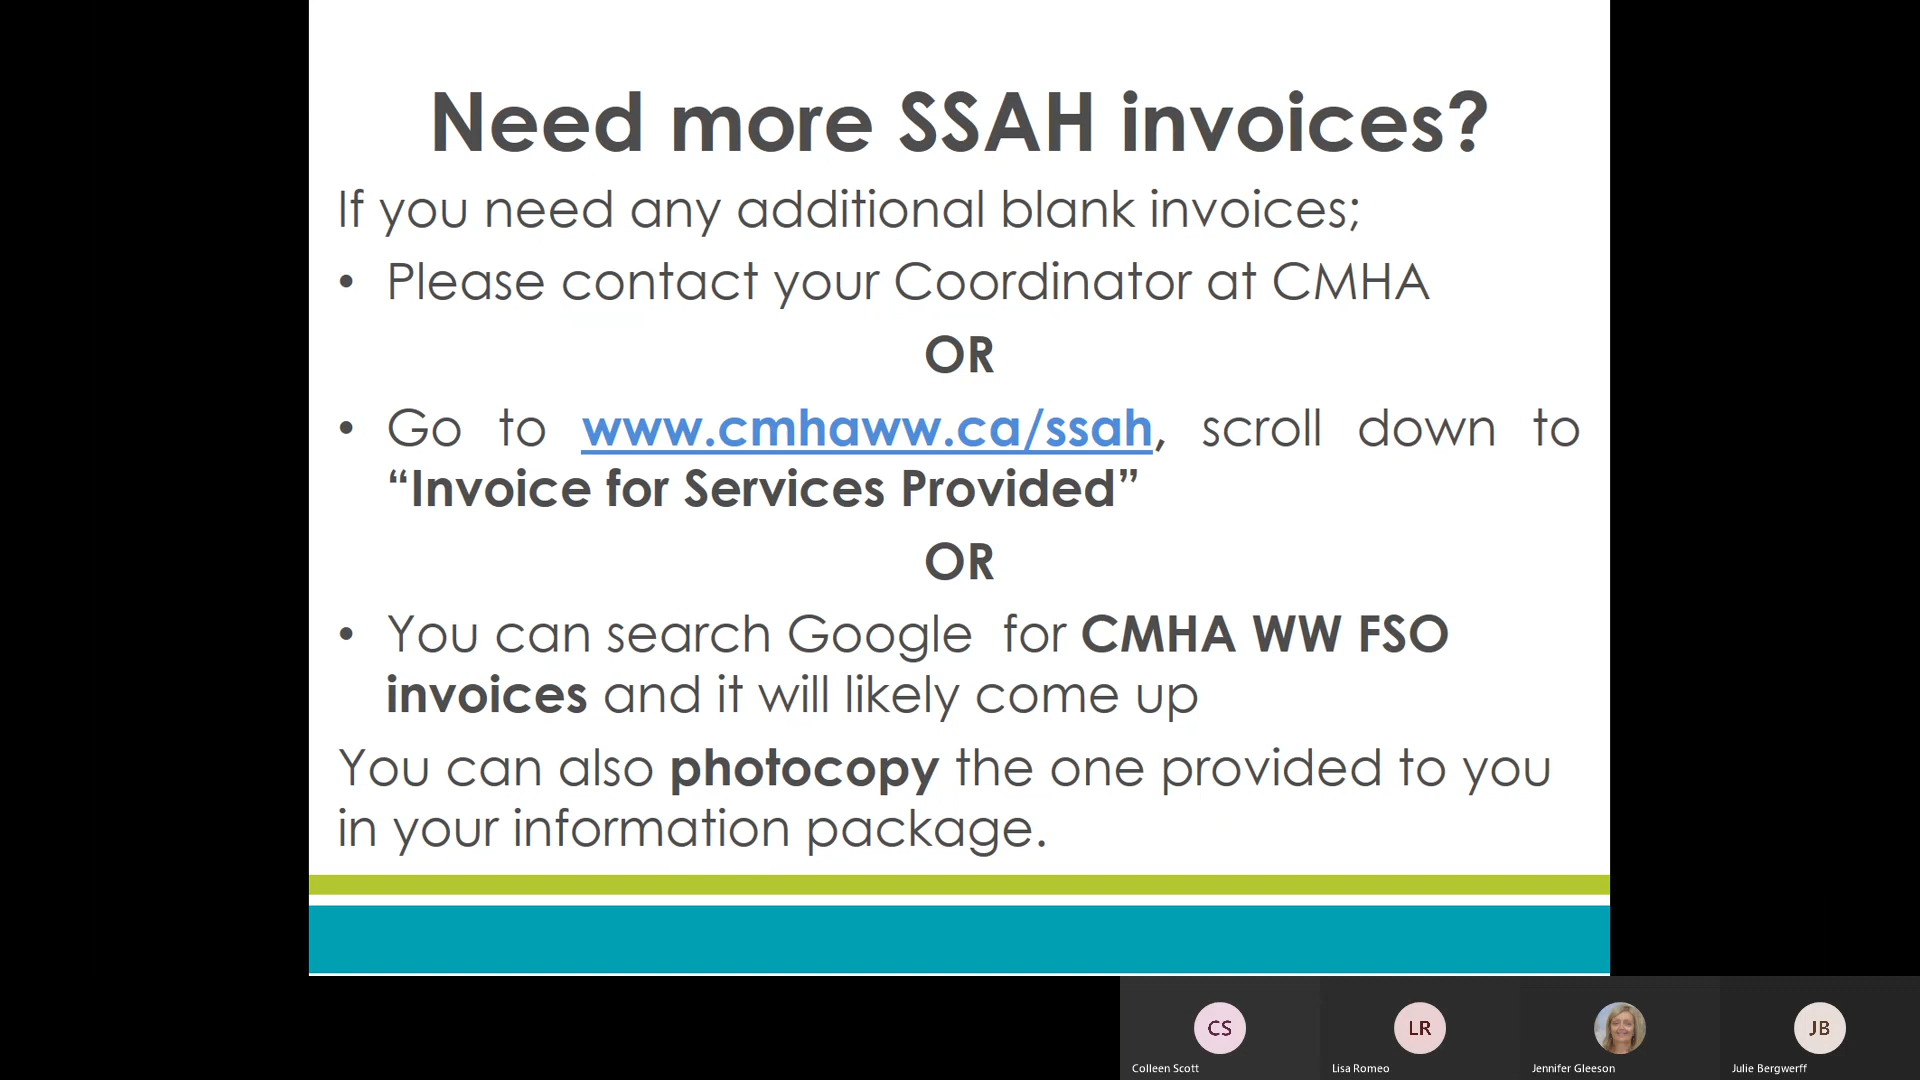 Need more SSAH invoices?
If you need any additional blank invoices;
• Please contact your Coordinator at CMHA
OR
• Go to www.cmhaww.ca/ssah, scroll down to
“Invoice for Services Provided”
OR
• You can search Google for CMHA WW FSO
invoices and it will likely come up
You can also photocopy the one provided to you
in your information package.
CS
LR
JB
Colleen Scott
Lisa Romeo
Jennifer Gleeson
Julie Bergwerff